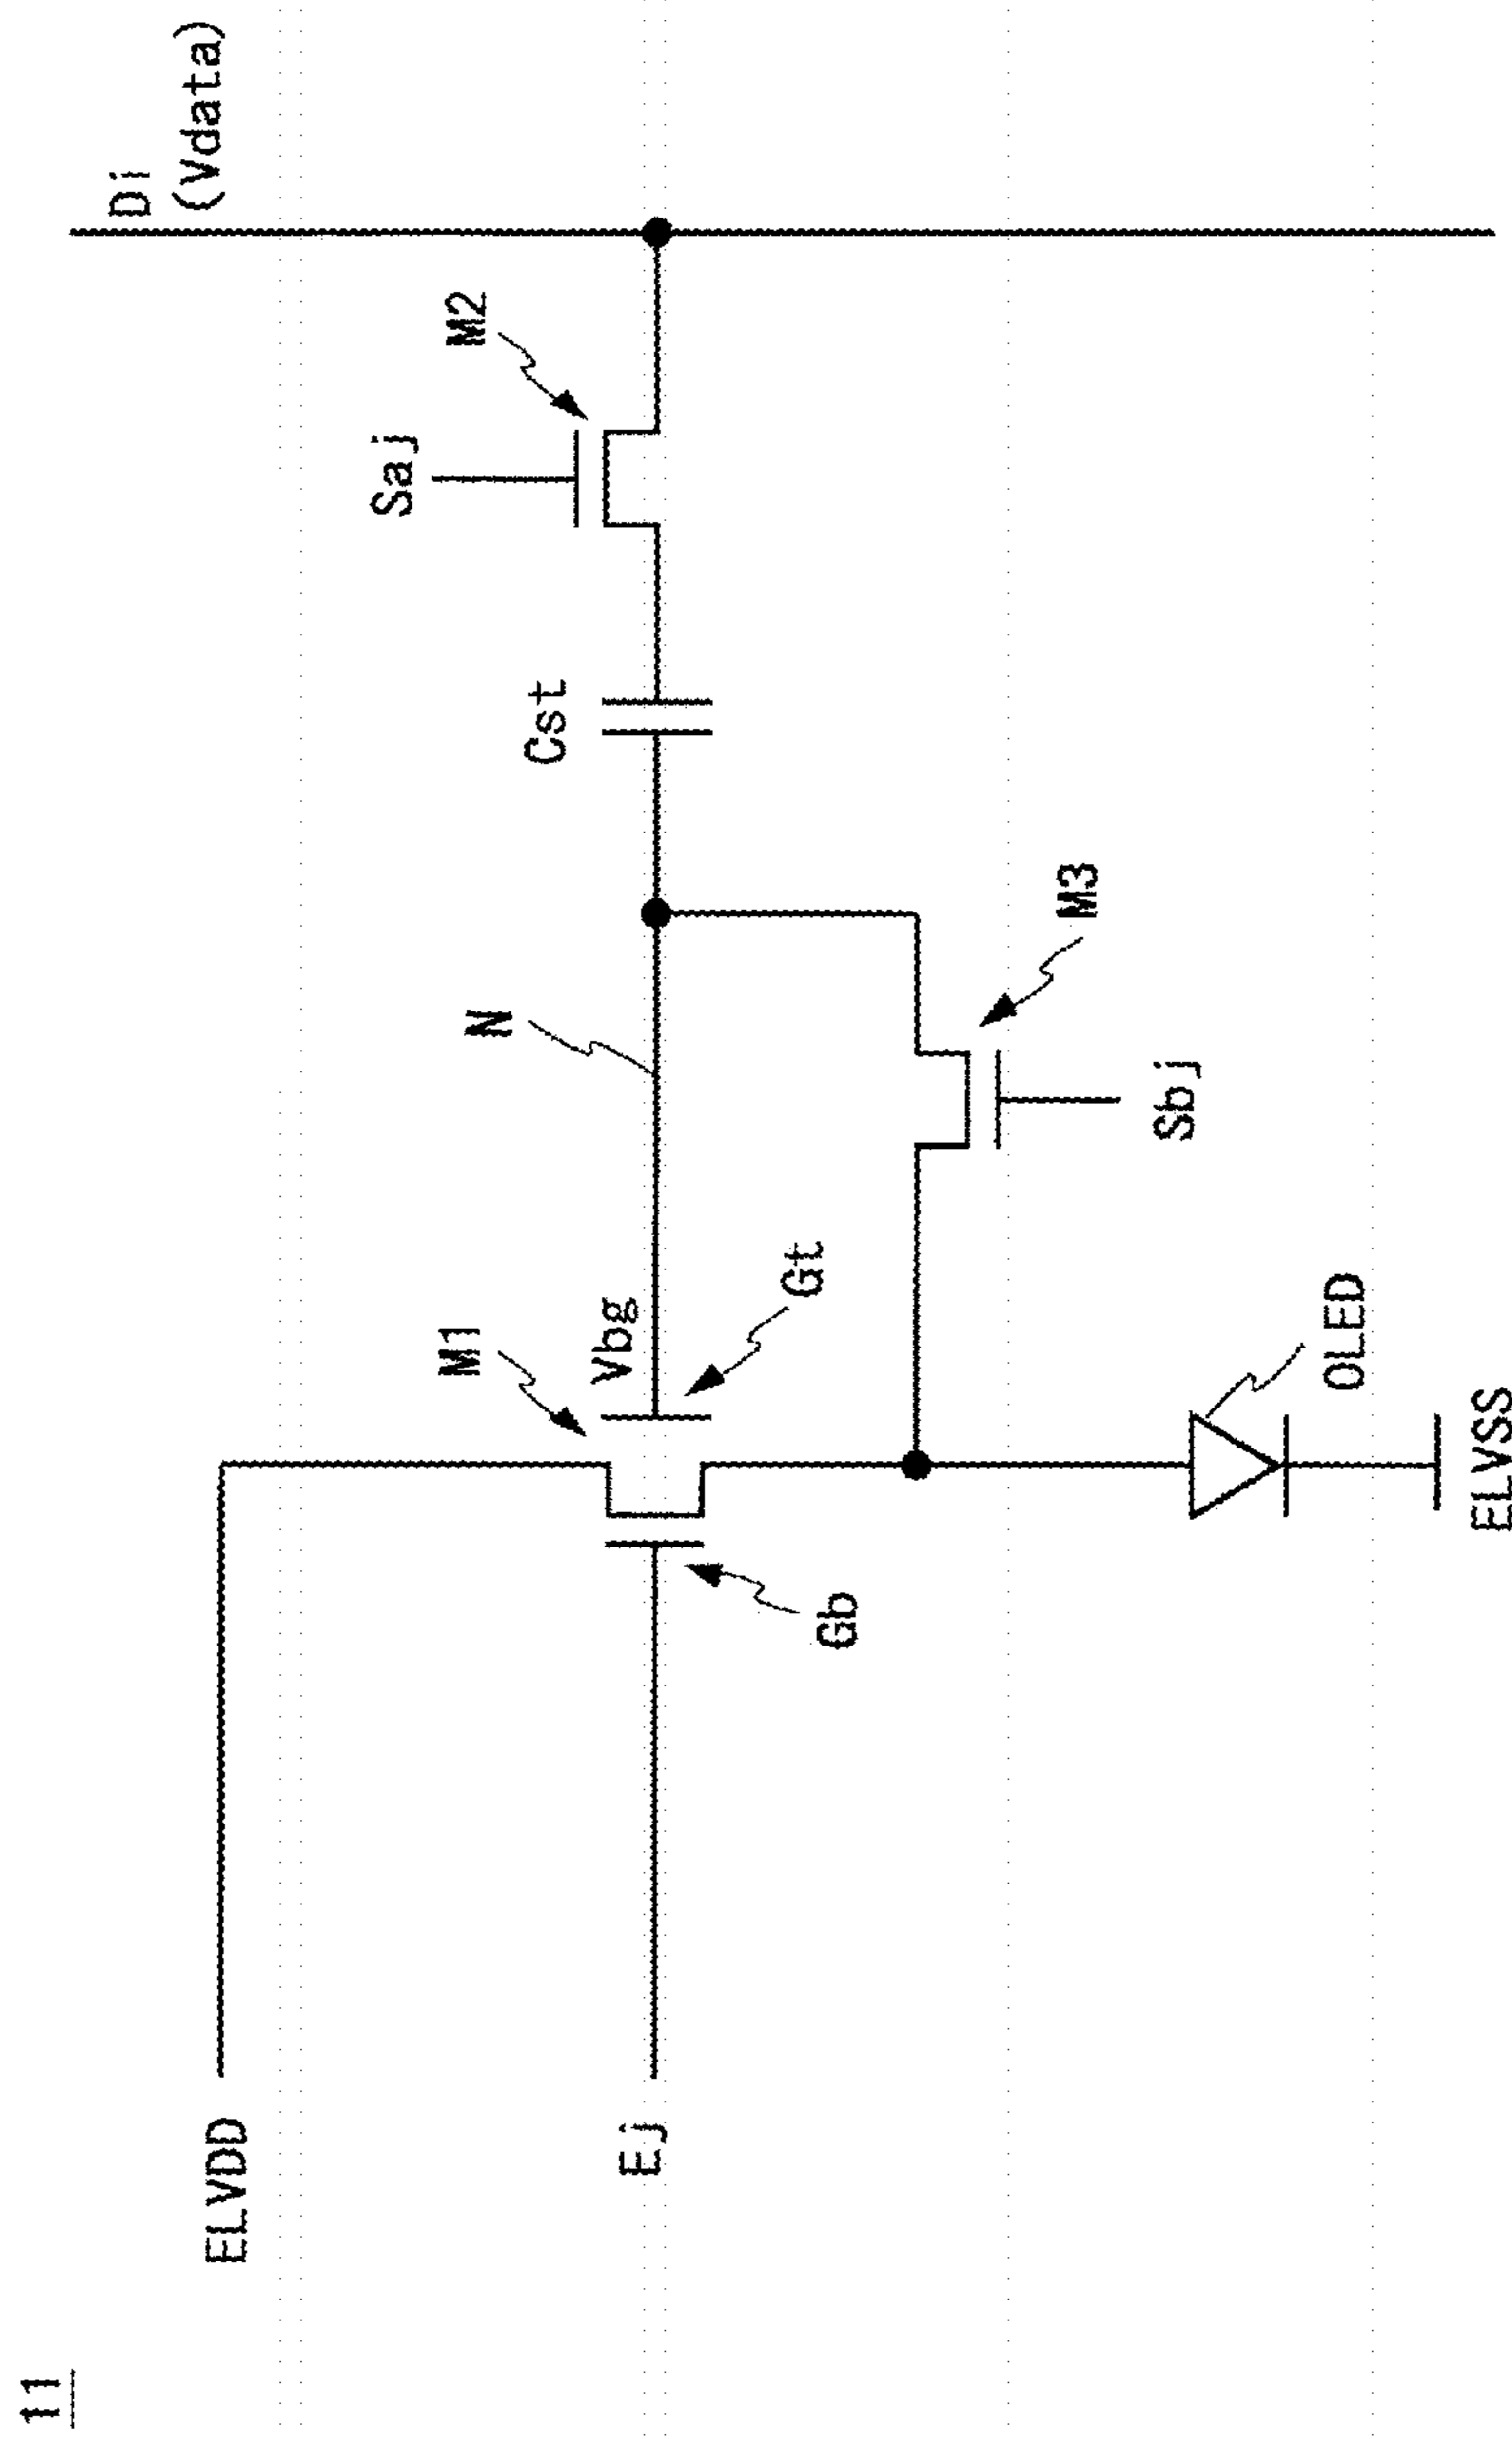 11
Di
(Vdata)
ELVDD
M2
Saj
Cst
N
M1
Vbg
Ej
Gt
Gb
M3
Sbj
OLED
ELVSS